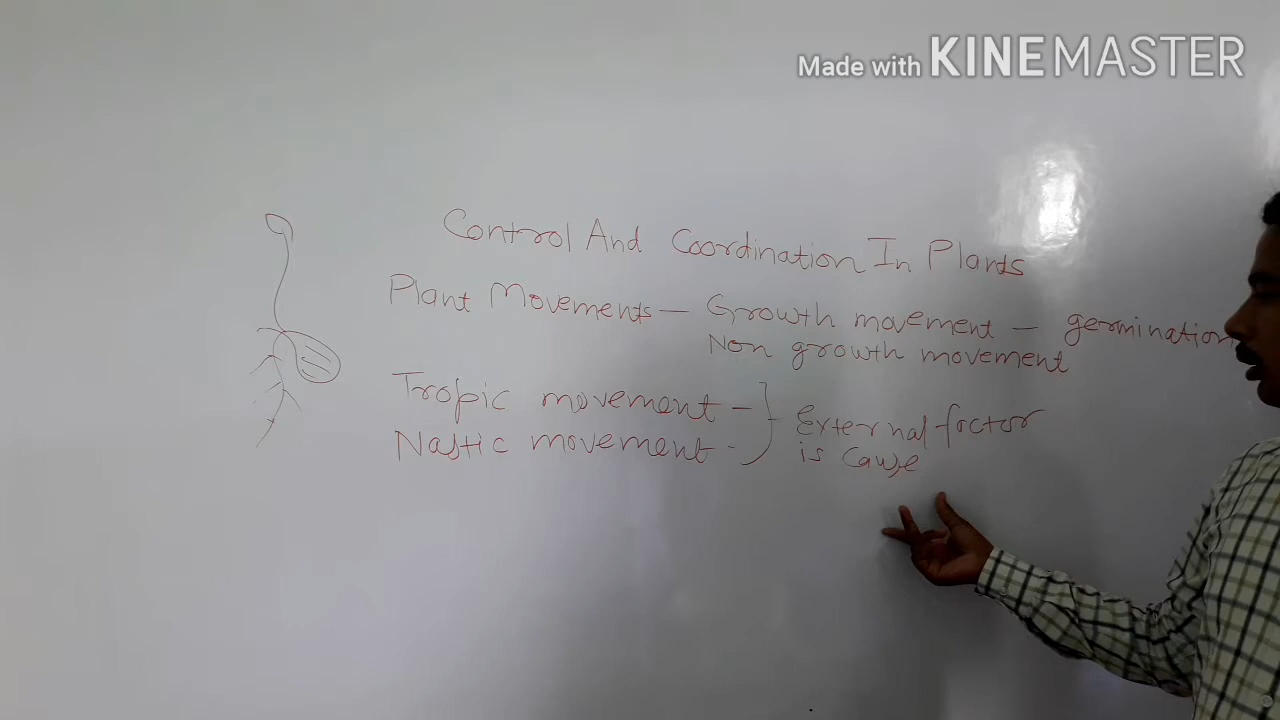 Made with KINEMASTER
Control And Coordination In Plants
Plant Movements — Growth movement — germination
Non growth movement
Tropic movement -
Nastic movement -
External factor
is cause